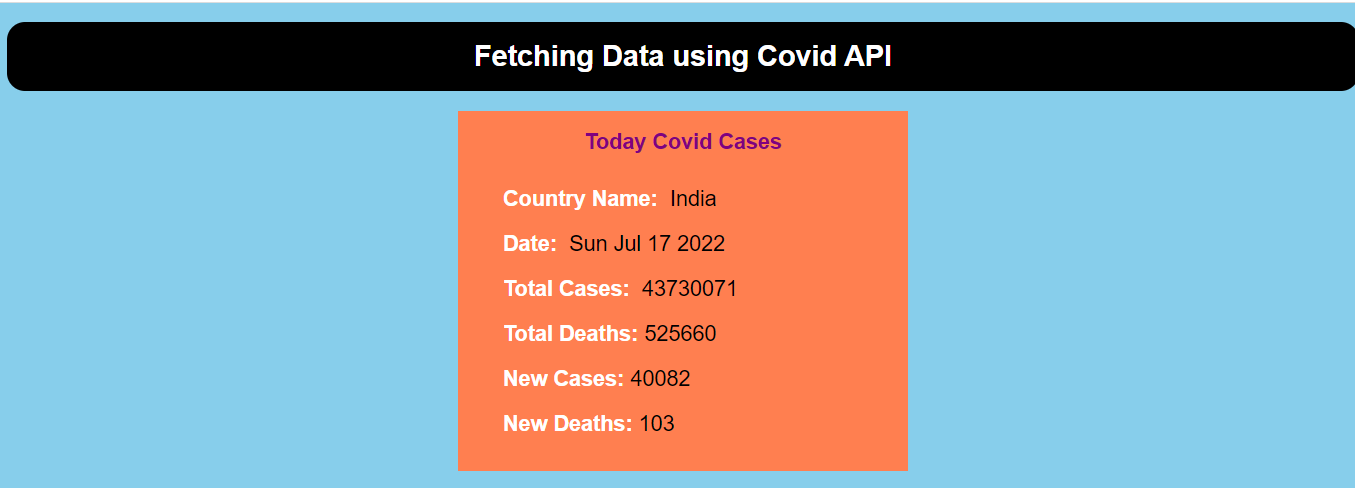 Fetching Data using Covid API
Today Covid Cases
Country Name: India
Date: Sun Jul 17 2022
Total Cases: 43730071
Total Deaths: 525660
New Cases: 40082
New Deaths: 103